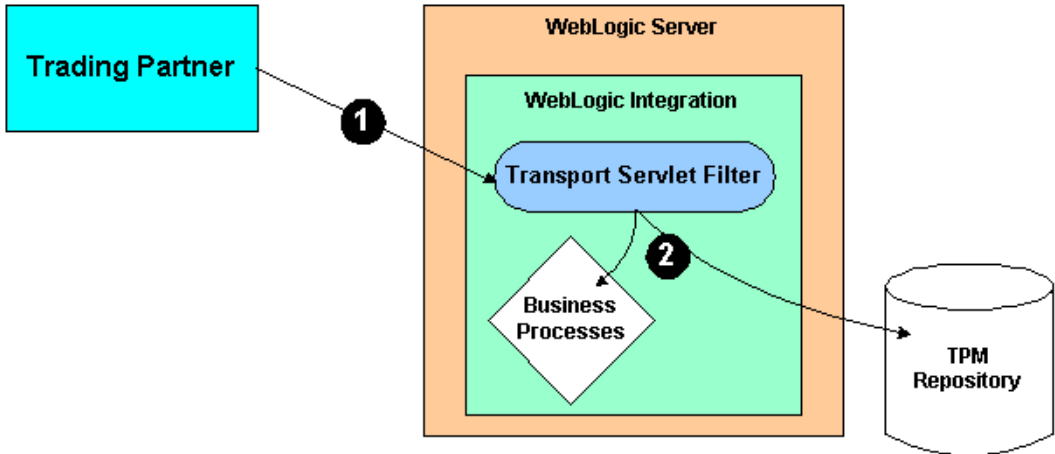 WebLogic Server
Trading Partner
WebLogic Integration
1
Transport Servlet Filter
2
Business
Processes
TPM
Repository